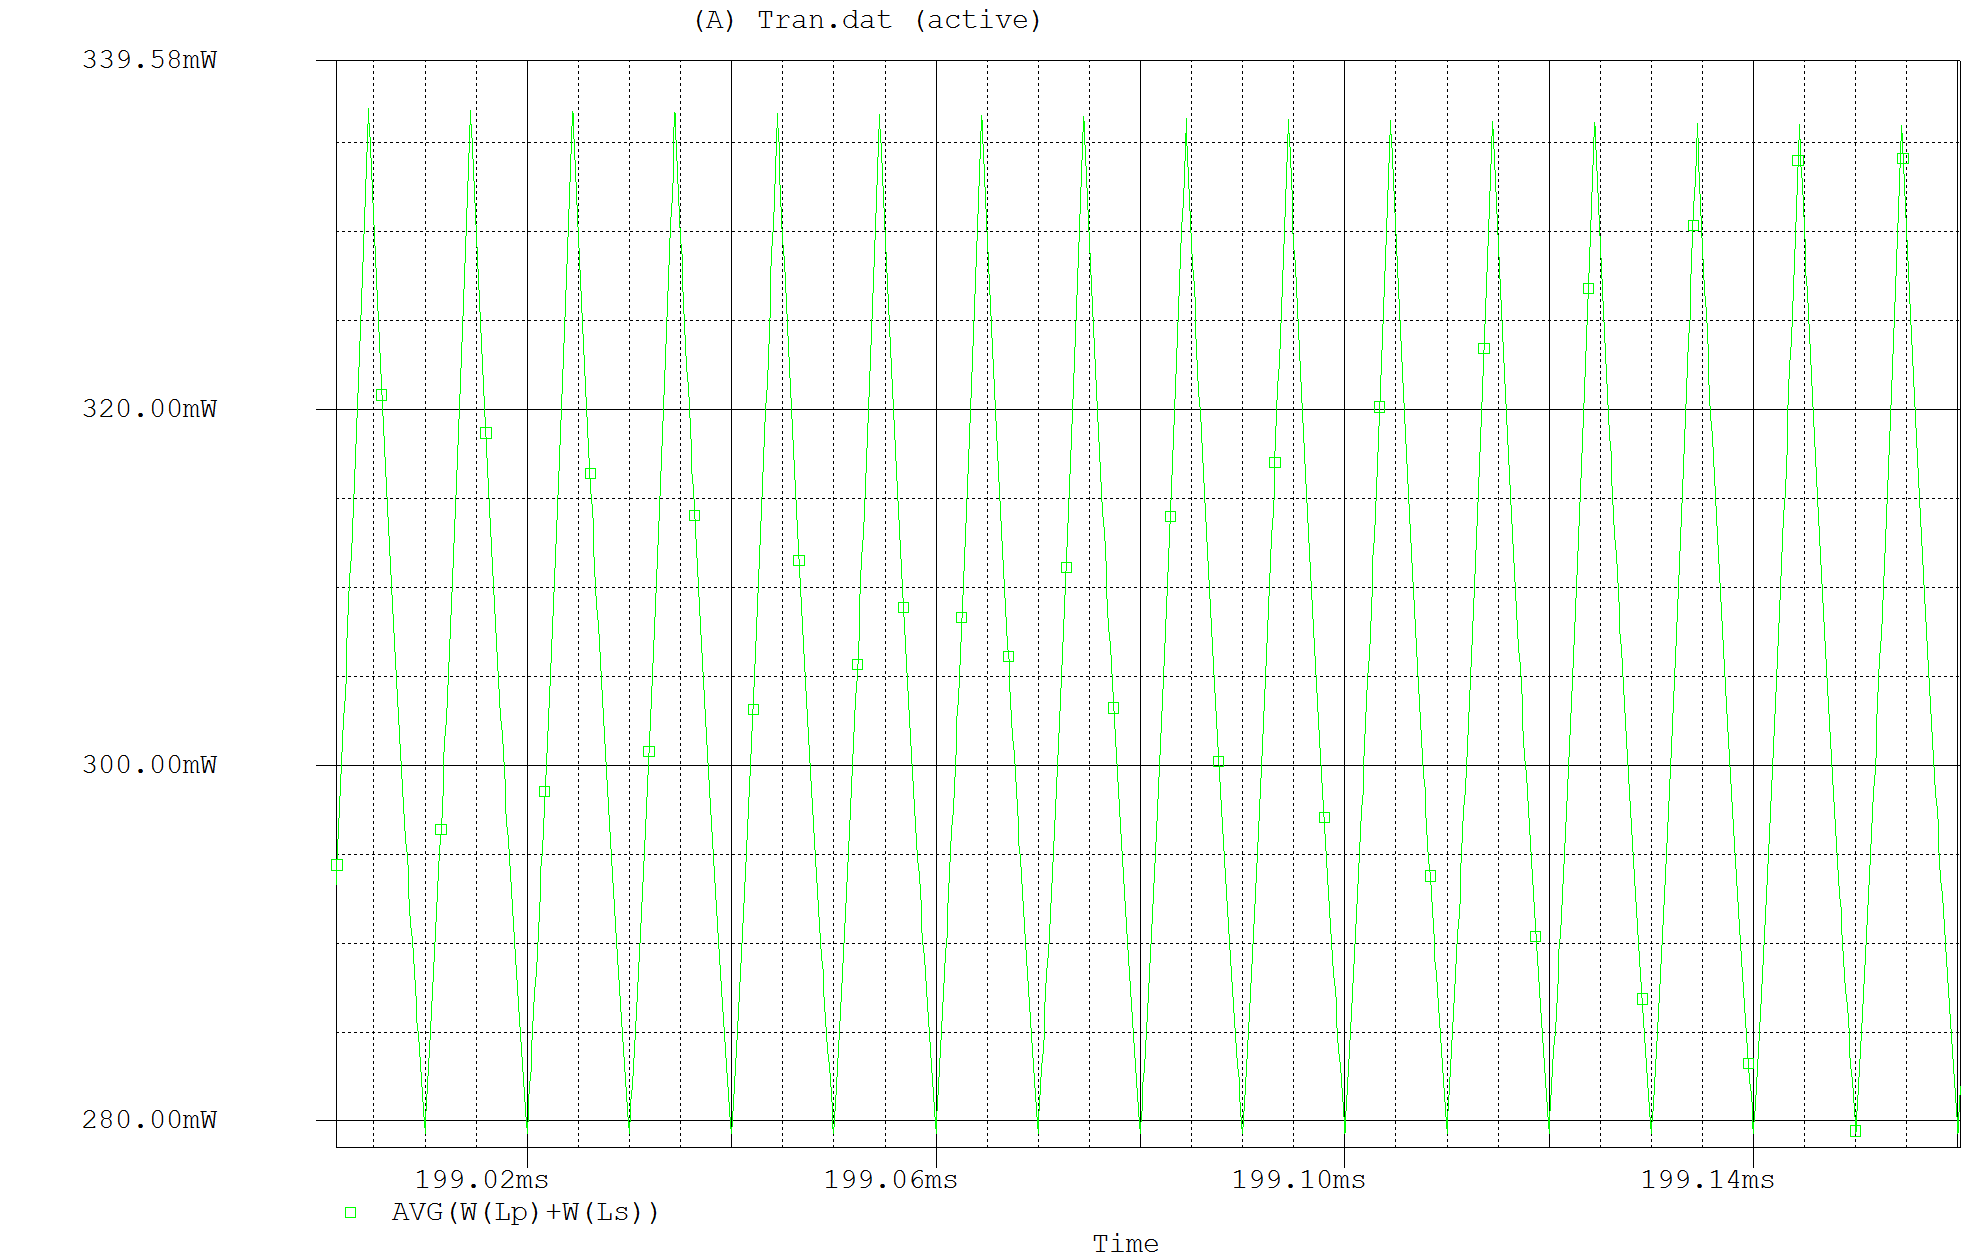 (A) Tran.dat (active)
339.58mW
320.00mW
300.00mW
280.00mW
199.02ms 199.06ms 199.10ms 199.14ms
AVG(W(Lp)+W(Ls))
Time